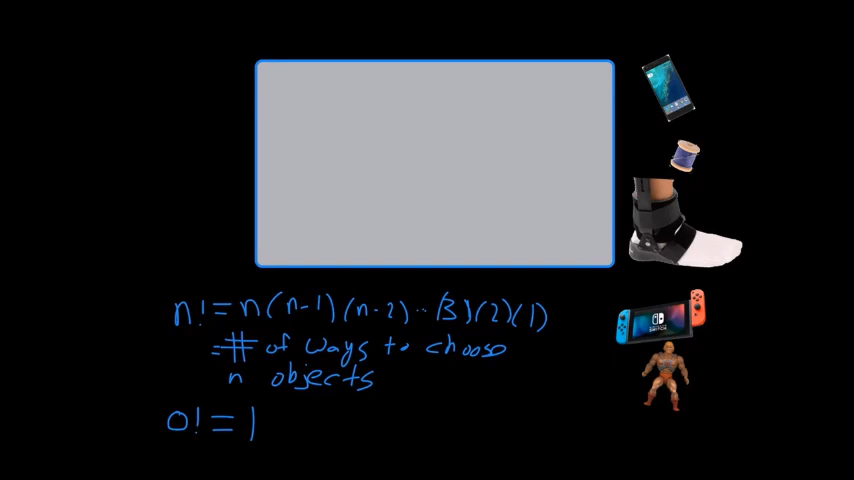 n! = n(n-1)(n-2)...(3)(2)(1)
= # of ways to choose
n objects
0! = 1